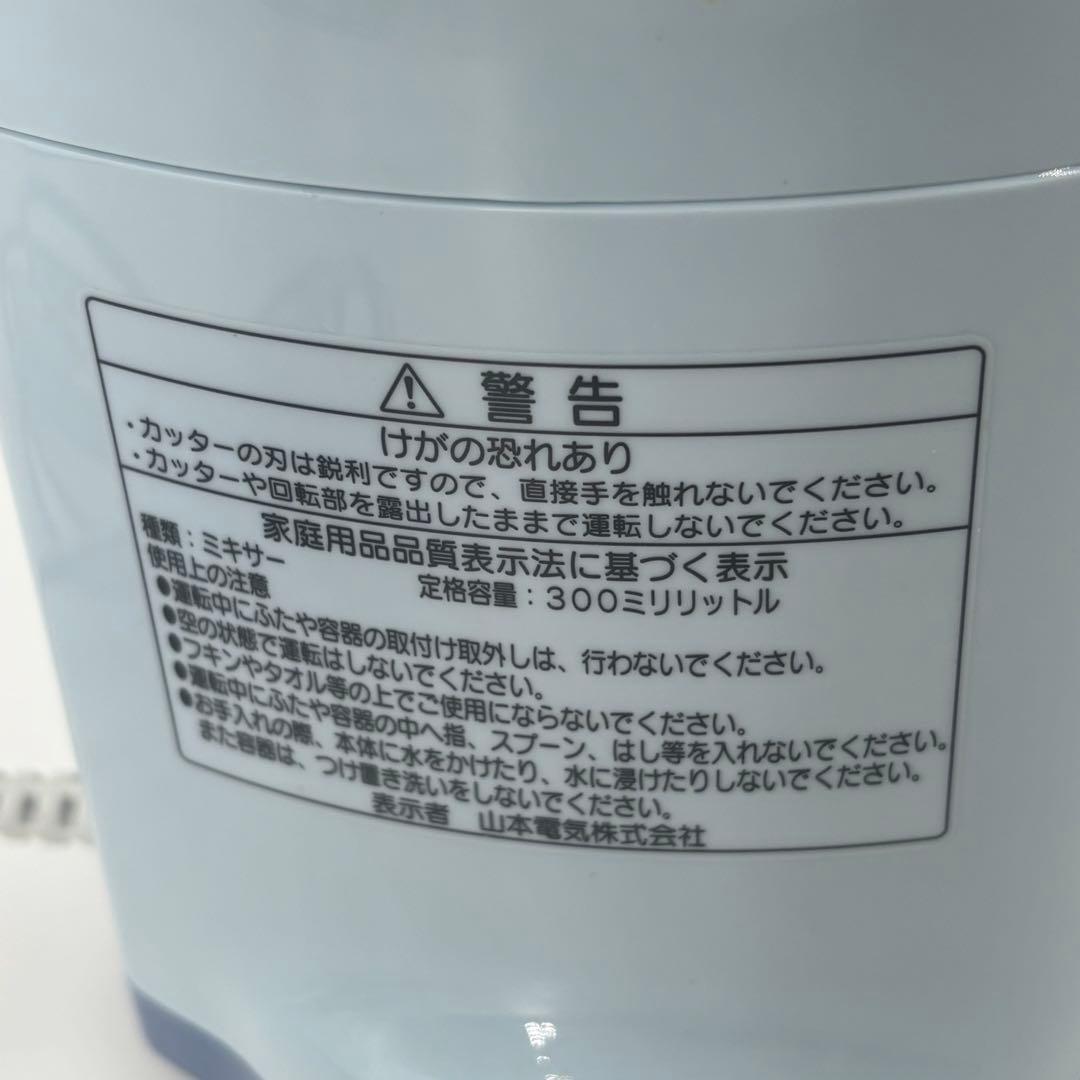 警告
けがの恐れあり
・カッターの刃は鋭利ですので、直接手を触れないでください。
・カッターや回転部を露出したままで運転しないでください。
家庭用品品質表示法に基づく表示
種類：ミキサー 定格容量：300ミリリットル
使用上の注意
●運転中にふたや容器の取付け取外しは、行わないでください。
●空の状態で運転はしないでください。
●フキンやタオル等の上でご使用にならないでください。
●運転中にふたや容器の中へ指、スプーン、はし等を入れないでください。
●お手入れの際、本体に水をかけたり、水に浸けたりしないでください。
また容器は、つけ置き洗いをしないでください。
表示者 山本電気株式会社